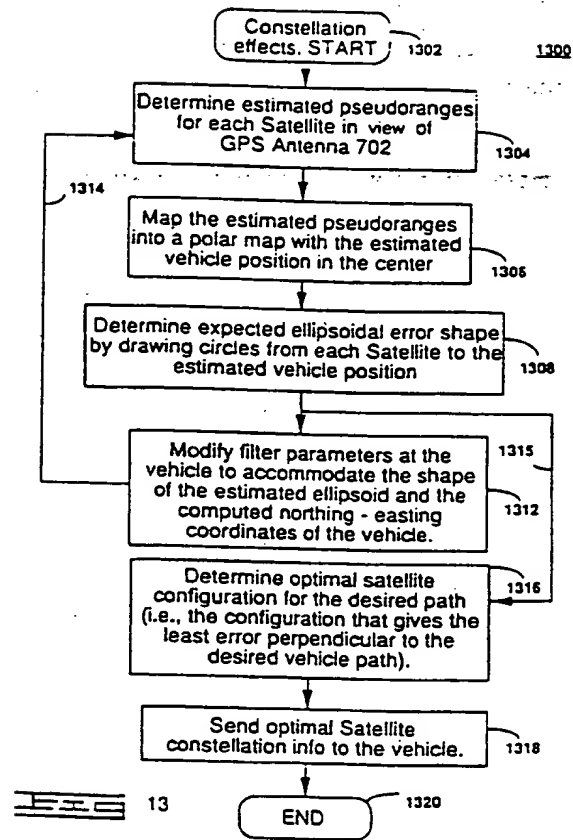 Constellation
effects. START
1302
1300
Determine estimated pseudoranges
for each Satellite in view of
GPS Antenna 702
1304
1314
Map the estimated pseudoranges
into a polar map with the estimated
vehicle position in the center
1306
Determine expected ellipsoidal error shape
by drawing circles from each Satellite to the
estimated vehicle position
1308
1315
Modify filter parameters at the
vehicle to accommodate the shape
of the estimated ellipsoid and the
computed northing - easting
coordinates of the vehicle.
1312
1316
Determine optimal satellite
configuration for the desired path
(i.e., the configuration that gives the
least error perpendicular to the
desired vehicle path).
Send optimal Satellite
constellation info to the vehicle.
1318
13
END
1320